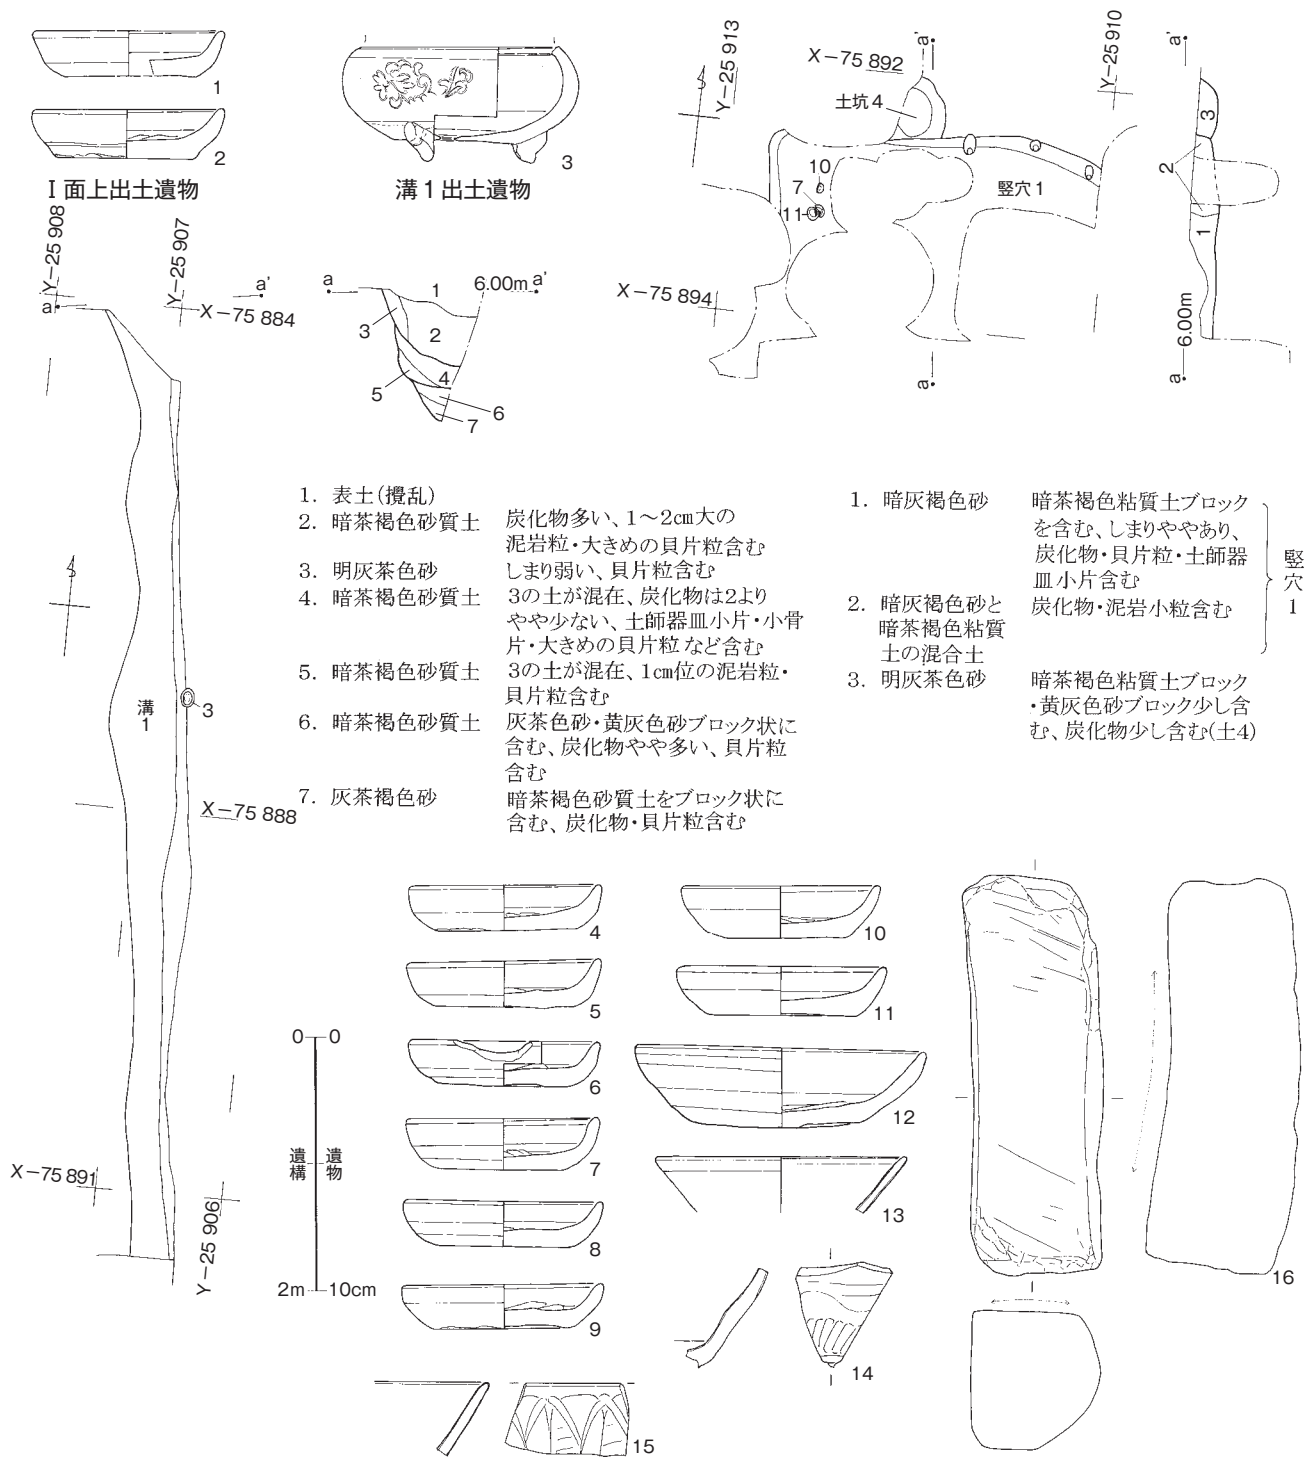 1
2
Ⅰ面上出土遺物
3
溝1出土遺物
Y-25 913
X-75 892
a'
Y-25 910
a'
土坑4
10
7
11
竪穴1
3
2
1
X-75 894
6.00m
a
a
Y-25 908
Y-25 907
a
a'
X-75 884
a
6.00m
a'
1
3
2
5
4
6
7
溝1
3
X-75 888
X-75 891
Y-25 906
1. 表土(攪乱)
2. 暗茶褐色砂質土 炭化物多い、1～2cm大の
泥岩粒・大きめの貝片粒含む
3. 明灰茶色砂 しまり弱い、貝片粒含む
4. 暗茶褐色砂質土 3の土が混在、炭化物は2より
やや少ない、土師器皿小片・小骨
片・大きめの貝片粒など含む
5. 暗茶褐色砂質土 3の土が混在、1cm位の泥岩粒・
貝片粒含む
6. 暗茶褐色砂質土 灰茶色砂・黄灰色砂ブロック状に
含む、炭化物やや多い、貝片粒
含む
7. 灰茶褐色砂 暗茶褐色砂質土をブロック状に
含む、炭化物・貝片粒含む
1. 暗灰褐色砂 暗茶褐色粘質土ブロック
を含む、しまりややあり、
炭化物・貝片粒・土師器
皿小片含む
2. 暗灰褐色砂と 炭化物・泥岩小粒含む
暗茶褐色粘質
土の混合土
竪穴1
3. 明灰茶色砂 暗茶褐色粘質土ブロック
・黄灰色砂ブロック少し含
む、炭化物少し含む(土4)
0 0
遺構 遺物
2m 10cm
4
5
6
7
8
9
10
11
12
13
14
15
16